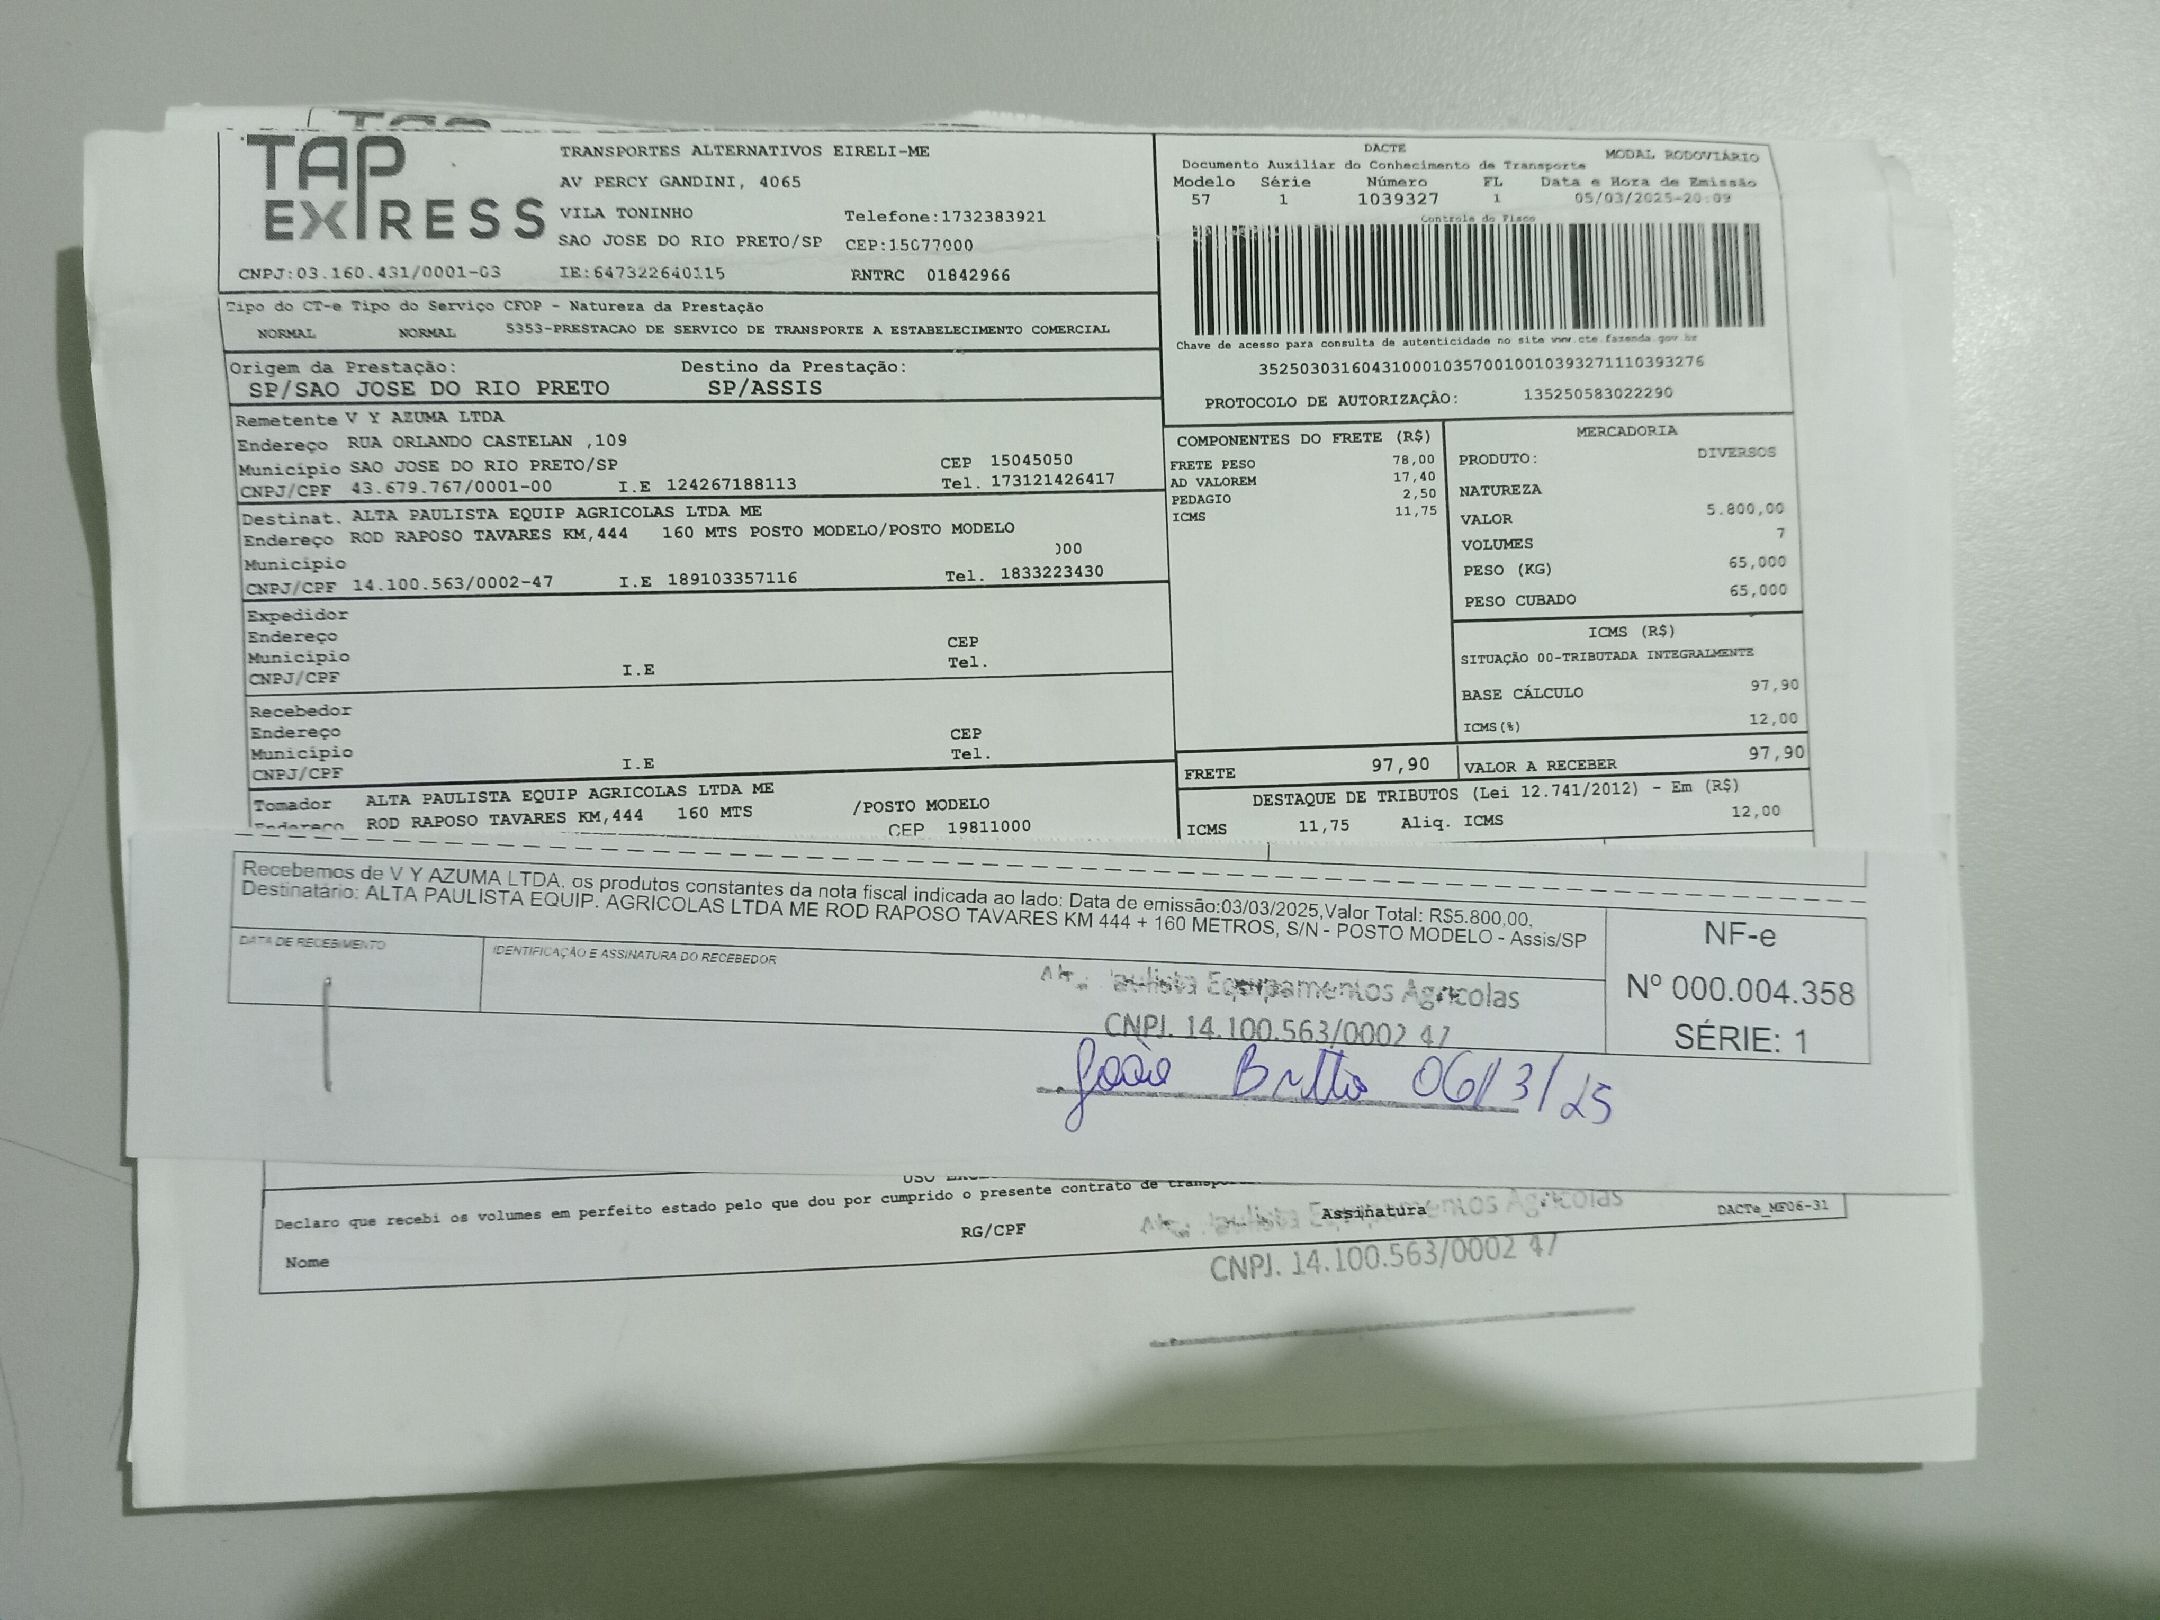 TAP
EXPRESS
TRANSPORTES ALTERNATIVOS EIRELI-ME
AV PERCY GANDINI, 4065
VILA TONINHO Telefone:1732383921
SAO JOSE DO RIO PRETO/SP CEP:15077000
CNPJ:03.160.431/0001-03 IE:647322640115 RNTRC 01842966
DACTE MODAL RODOVIÁRIO
Documento Auxiliar do Conhecimento de Transporte
Modelo Série Número FL Data e Hora de Emissão
57 1 1039327 1 05/03/2025-20:09
Controle do Fisco
Chave de acesso para consulta de autenticidade no site www.cte.fazenda.gov.br
35250303160431000103570010010393271110393276
PROTOCOLO DE AUTORIZAÇÃO: 135250583022290
Tipo do CT-e Tipo do Serviço CFOP - Natureza da Prestação
NORMAL NORMAL 5353-PRESTACAO DE SERVICO DE TRANSPORTE A ESTABELECIMENTO COMERCIAL
Origem da Prestação: Destino da Prestação:
SP/SAO JOSE DO RIO PRETO SP/ASSIS
Remetente V Y AZUMA LTDA
Endereço RUA ORLANDO CASTELAN ,109
Município SAO JOSE DO RIO PRETO/SP CEP 15045050
CNPJ/CPF 43.679.767/0001-00 I.E 124267188113 Tel. 173121426417
Destinat. ALTA PAULISTA EQUIP AGRICOLAS LTDA ME
Endereço ROD RAPOSO TAVARES KM,444 160 MTS POSTO MODELO/POSTO MODELO
Município 000
CNPJ/CPF 14.100.563/0002-47 I.E 189103357116 Tel. 1833223430
Expedidor
Endereço CEP
Município Tel.
CNPJ/CPF I.E
Recebedor
Endereço CEP
Município Tel.
CNPJ/CPF I.E
Tomador ALTA PAULISTA EQUIP AGRICOLAS LTDA ME
Endereço ROD RAPOSO TAVARES KM,444 160 MTS /POSTO MODELO
CEP 19811000
COMPONENTES DO FRETE (R$)
FRETE PESO 78,00
AD VALOREM 17,40
PEDAGIO 2,50
ICMS 11,75
MERCADORIA
PRODUTO: DIVERSOS
NATUREZA
VALOR 5.800,00
VOLUMES 7
PESO (KG) 65,000
PESO CUBADO 65,000
ICMS (R$)
SITUAÇÃO 00-TRIBUTADA INTEGRALMENTE
BASE CÁLCULO 97,90
ICMS(%) 12,00
FRETE 97,90 VALOR A RECEBER 97,90
DESTAQUE DE TRIBUTOS (Lei 12.741/2012) - Em (R$)
ICMS 11,75 Aliq. ICMS 12,00
Recebemos de V Y AZUMA LTDA, os produtos constantes da nota fiscal indicada ao lado: Data de emissão:03/03/2025,Valor Total: R$5.800,00,
Destinatário: ALTA PAULISTA EQUIP. AGRICOLAS LTDA ME ROD RAPOSO TAVARES KM 444 + 160 METROS, S/N - POSTO MODELO - Assis/SP
DATA DE RECEBIMENTO IDENTIFICAÇÃO E ASSINATURA DO RECEBEDOR
NF-e
Nº 000.004.358
SÉRIE: 1
Paulista Equipamentos Agricolas
CNPJ. 14.100.563/0002 47
João Britto 06/3/25
USO
Declaro que recebi os volumes em perfeito estado pelo que dou por cumprido o presente contrato de
Nome RG/CPF Assinatura DACTe_MF06-31
Equipamentos Agricolas
CNPJ. 14.100.563/0002 47